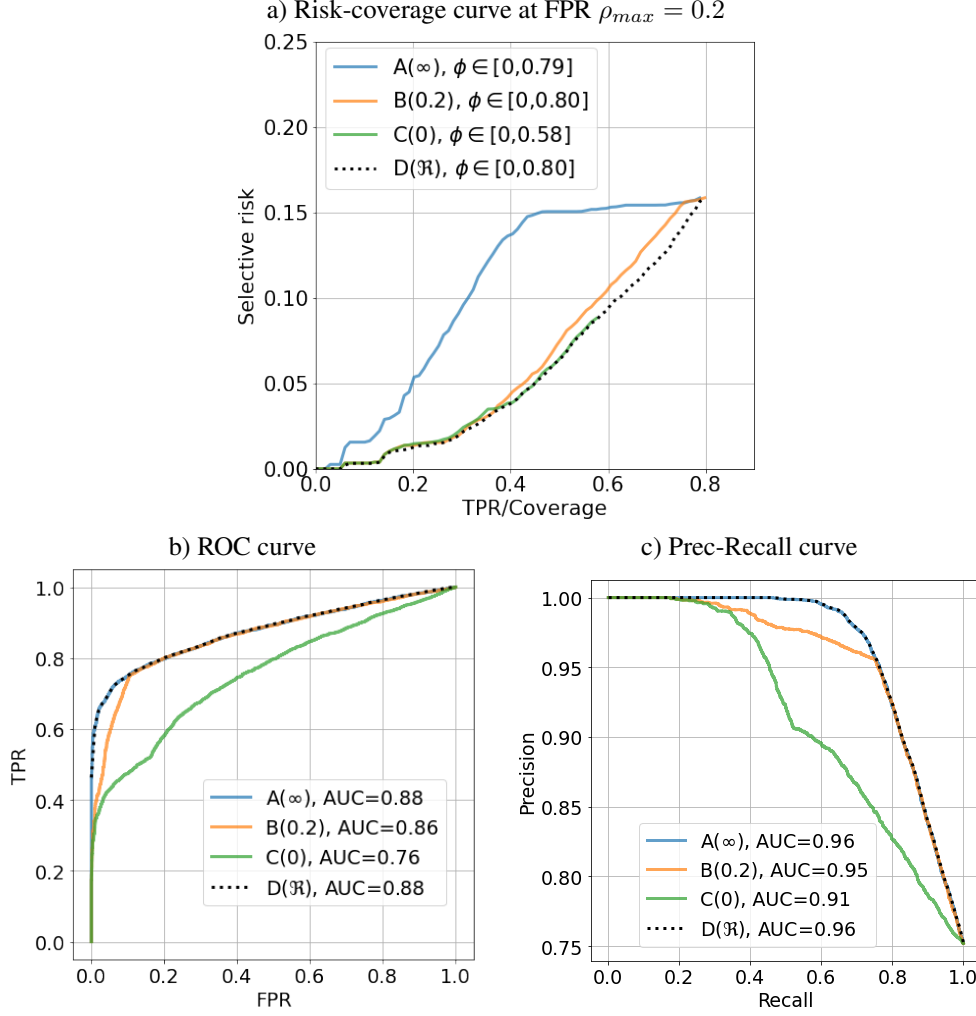 a) Risk-coverage curve at FPR ρmax = 0.2
0.25
0.20
0.15
0.10
0.05
0.00
Selective risk
A(∞), ϕ ∈ [0,0.79]
B(0.2), ϕ ∈ [0,0.80]
C(0), ϕ ∈ [0,0.58]
D(ℜ), ϕ ∈ [0,0.80]
0.0 0.2 0.4 0.6 0.8
TPR/Coverage
b) ROC curve
1.0
0.8
0.6
0.4
0.2
0.0
TPR
A(∞), AUC=0.88
B(0.2), AUC=0.86
C(0), AUC=0.76
D(ℜ), AUC=0.88
0.0 0.2 0.4 0.6 0.8 1.0
FPR
c) Prec-Recall curve
1.00
0.95
0.90
0.85
0.80
0.75
Precision
A(∞), AUC=0.96
B(0.2), AUC=0.95
C(0), AUC=0.91
D(ℜ), AUC=0.96
0.0 0.2 0.4 0.6 0.8 1.0
Recall